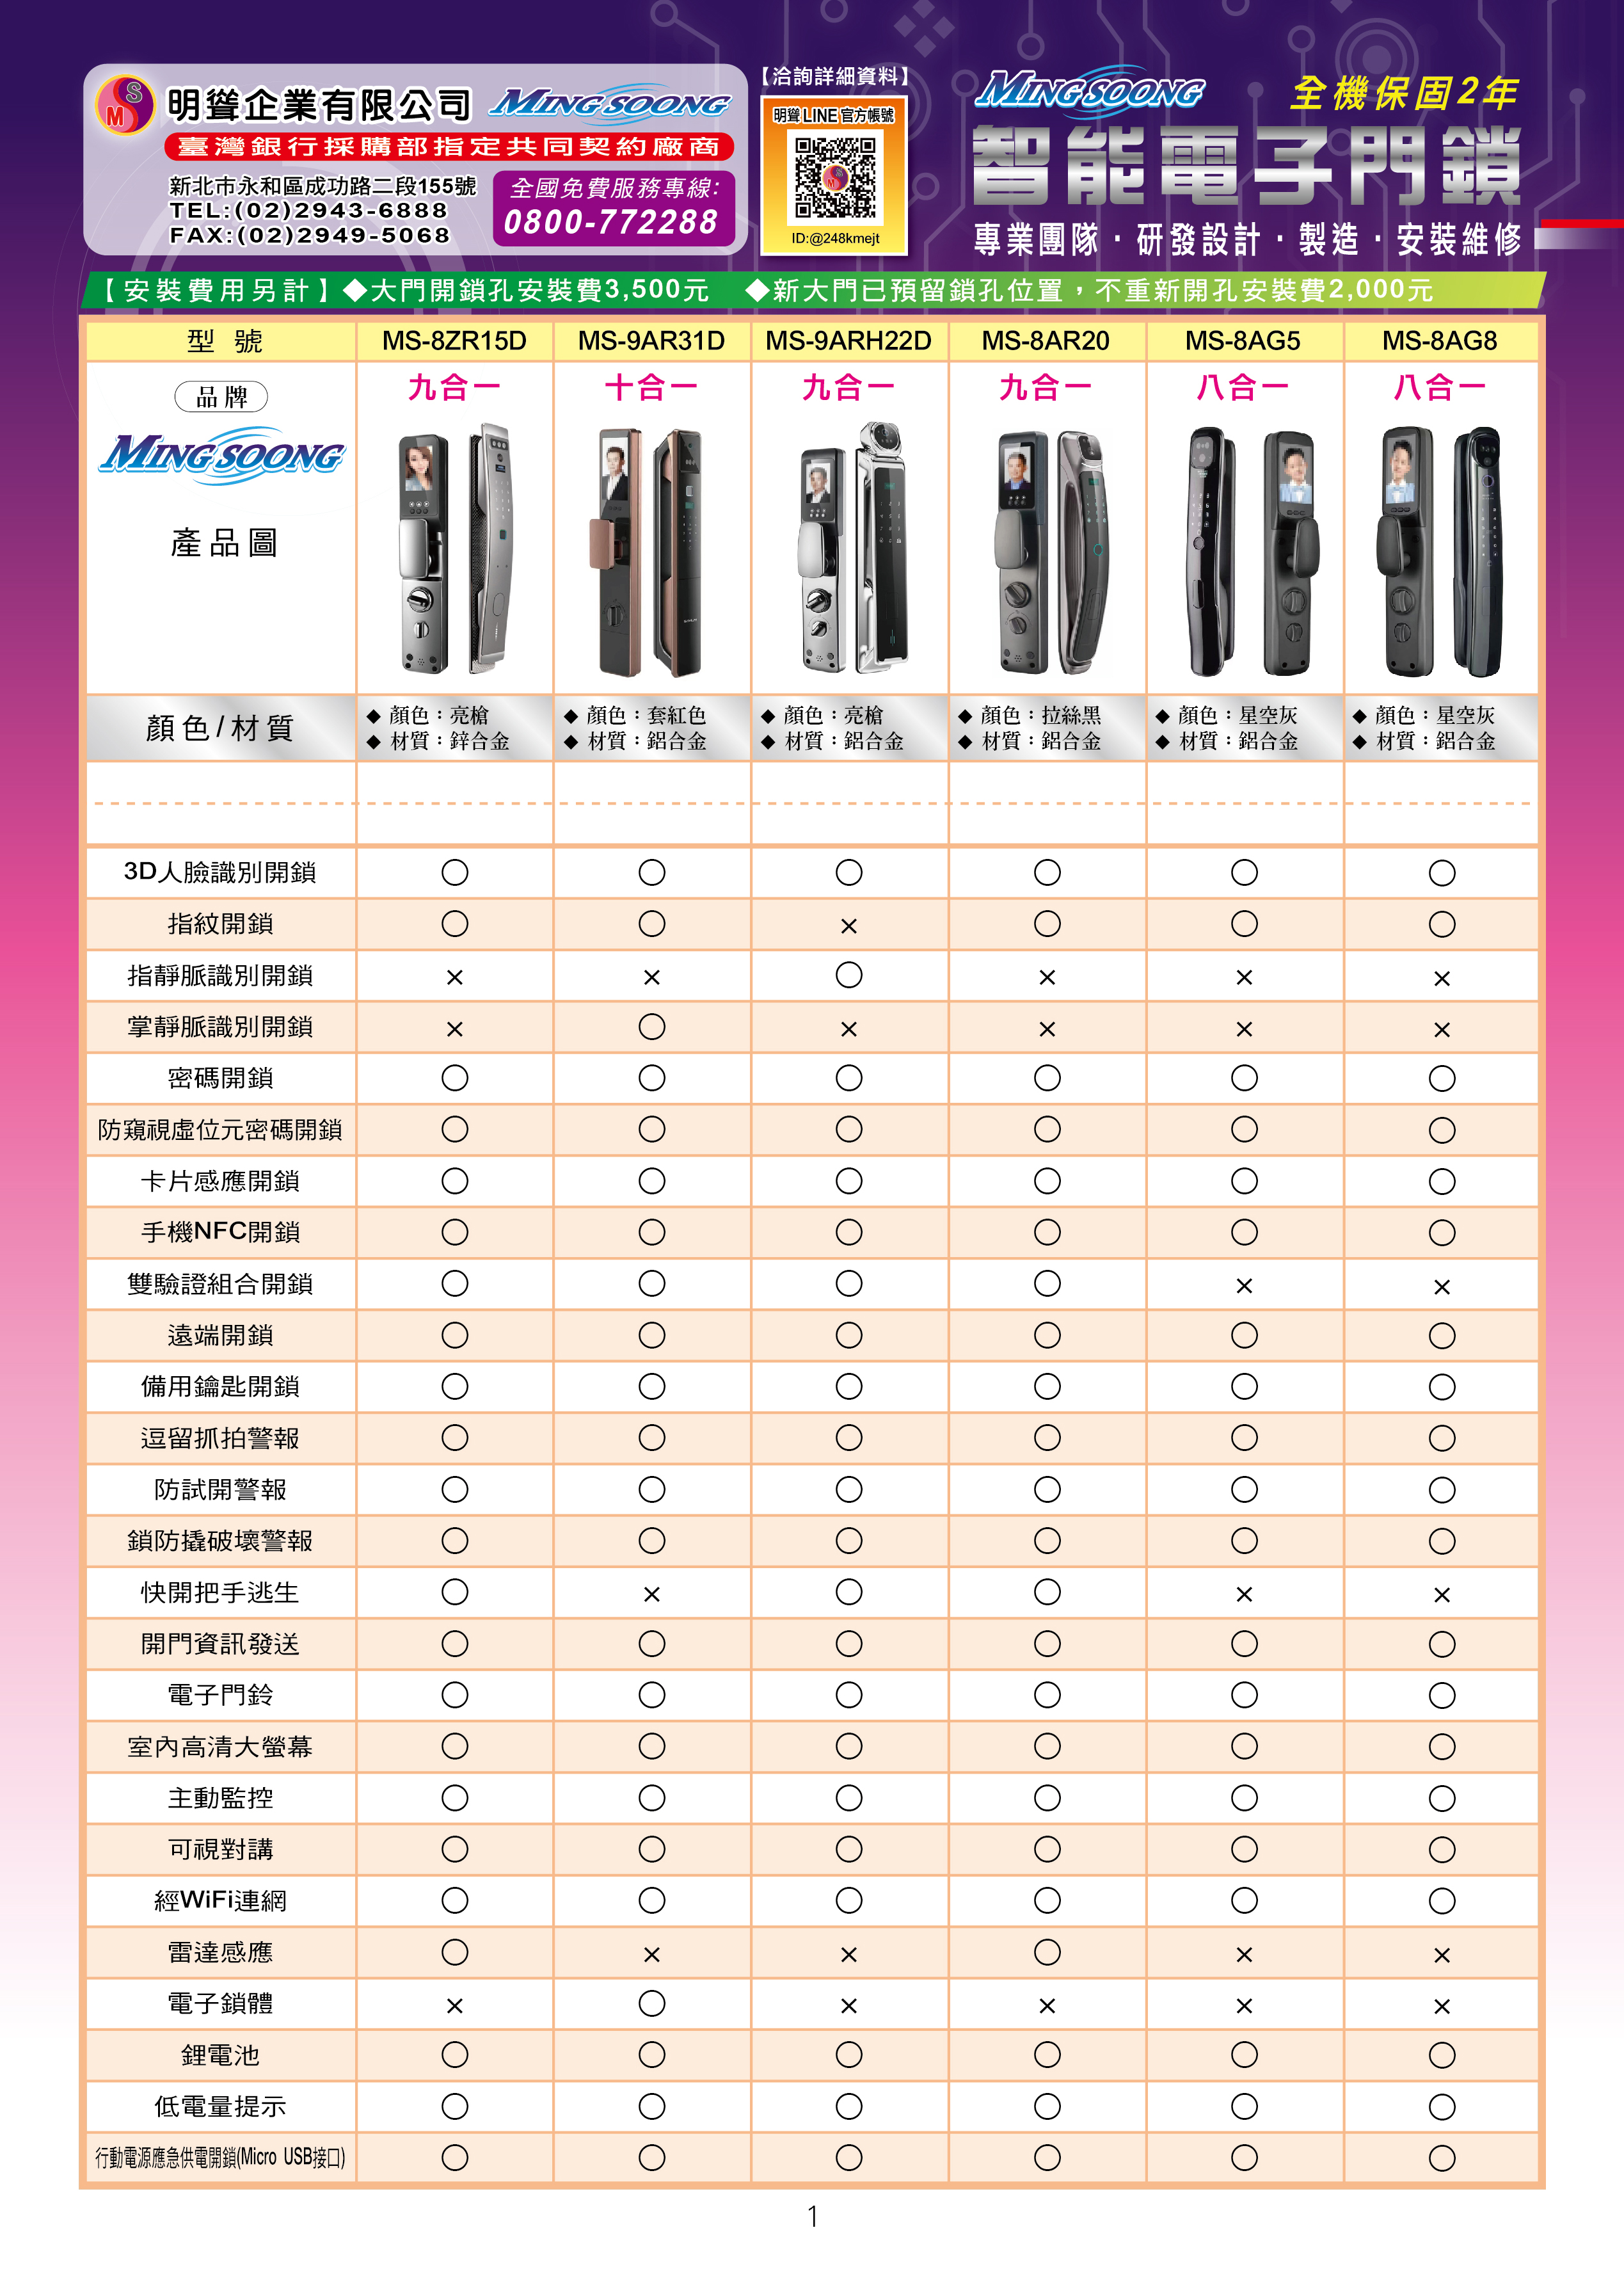 SM 明聳企業有限公司 MING SOONG
臺灣銀行採購部指定共同契約廠商
新北市永和區成功路二段155號
TEL:(02)2943-6888
FAX:(02)2949-5068
全國免費服務專線:
0800-772288
【洽詢詳細資料】
明聳 LINE 官方帳號
ID:@248kmejt
MING SOONG 全機保固2年
智能電子門鎖
專業團隊·研發設計·製造·安裝維修
【安裝費用另計】◆大門開鎖孔安裝費3,500元 ◆新大門已預留鎖孔位置,不重新開孔安裝費2,000元
型 號 MS-8ZR15D MS-9AR31D MS-9ARH22D MS-8AR20 MS-8AG5 MS-8AG8
品牌 九合一 十合一 九合一 九合一 八合一 八合一
MING SOONG
產品圖
顏色/材質
◆ 顏色:亮槍 ◆ 顏色:套紅色 ◆ 顏色:亮槍 ◆ 顏色:拉絲黑 ◆ 顏色:星空灰 ◆ 顏色:星空灰
◆ 材質:鋅合金 ◆ 材質:鋁合金 ◆ 材質:鋁合金 ◆ 材質:鋁合金 ◆ 材質:鋁合金 ◆ 材質:鋁合金
3D人臉識別開鎖 ○ ○ ○ ○ ○ ○
指紋開鎖 ○ ○ × ○ ○ ○
指靜脈識別開鎖 × × ○ × × ×
掌靜脈識別開鎖 × ○ × × × ×
密碼開鎖 ○ ○ ○ ○ ○ ○
防窺視虛位元密碼開鎖 ○ ○ ○ ○ ○ ○
卡片感應開鎖 ○ ○ ○ ○ ○ ○
手機NFC開鎖 ○ ○ ○ ○ ○ ○
雙驗證組合開鎖 ○ ○ ○ ○ × ×
遠端開鎖 ○ ○ ○ ○ ○ ○
備用鑰匙開鎖 ○ ○ ○ ○ ○ ○
逗留抓拍警報 ○ ○ ○ ○ ○ ○
防試開警報 ○ ○ ○ ○ ○ ○
鎖防撬破壞警報 ○ ○ ○ ○ ○ ○
快開把手逃生 ○ × ○ ○ × ×
開門資訊發送 ○ ○ ○ ○ ○ ○
電子門鈴 ○ ○ ○ ○ ○ ○
室內高清大螢幕 ○ ○ ○ ○ ○ ○
主動監控 ○ ○ ○ ○ ○ ○
可視對講 ○ ○ ○ ○ ○ ○
經WiFi連網 ○ ○ ○ ○ ○ ○
雷達感應 ○ × × ○ × ×
電子鎖體 × ○ × × × ×
鋰電池 ○ ○ ○ ○ ○ ○
低電量提示 ○ ○ ○ ○ ○ ○
行動電源應急供電開鎖(Micro USB接口) ○ ○ ○ ○ ○ ○
1